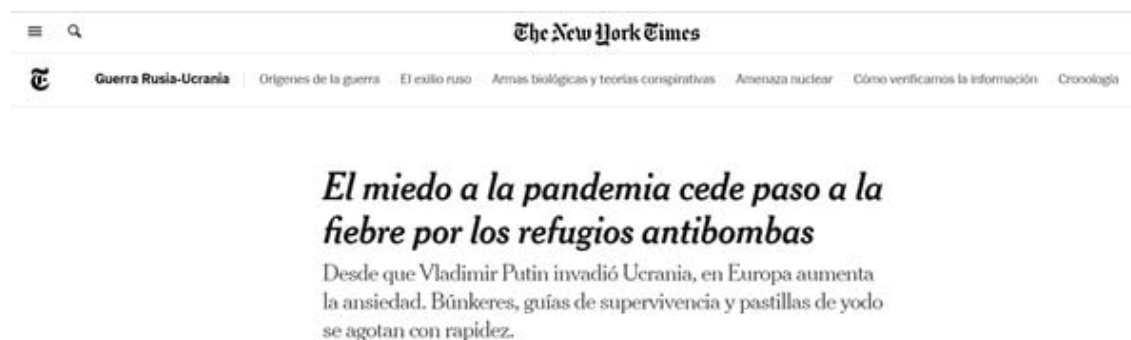 The New York Times
Guerra Rusia-Ucrania Orígenes de la guerra El exilio ruso Armas biológicas y teorías conspirativas Amenaza nuclear Cómo verificamos la información Cronología
El miedo a la pandemia cede paso a la
fiebre por los refugios antibombas
Desde que Vladimir Putin invadió Ucrania, en Europa aumenta
la ansiedad. Búnkeres, guías de supervivencia y pastillas de yodo
se agotan con rapidez.